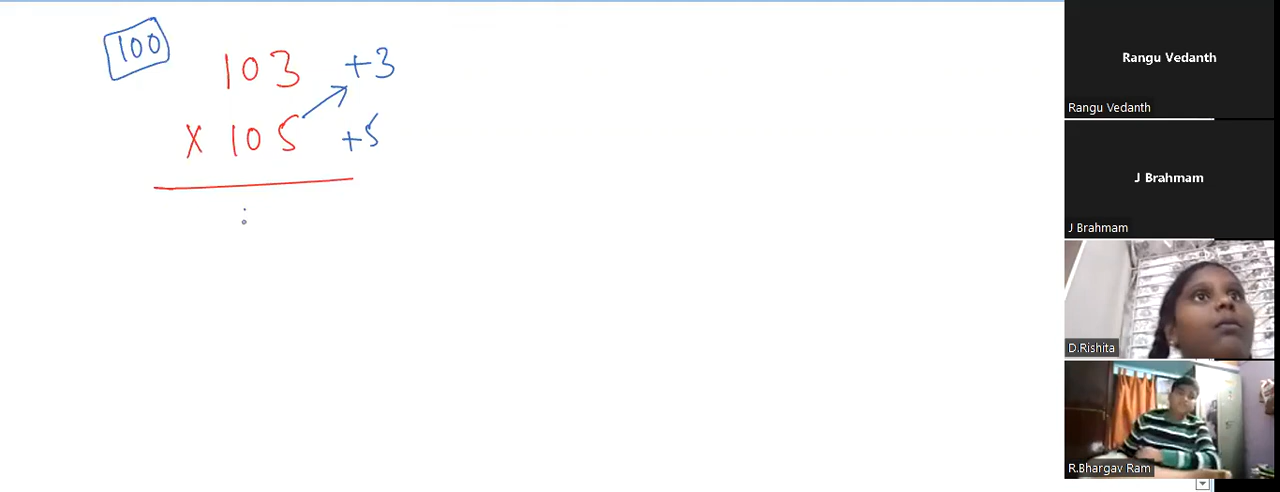 100
103 +3
× 105 +5
Rangu Vedanth
Rangu Vedanth
J Brahmam
J Brahmam
D.Rishita
R.Bhargav Ram